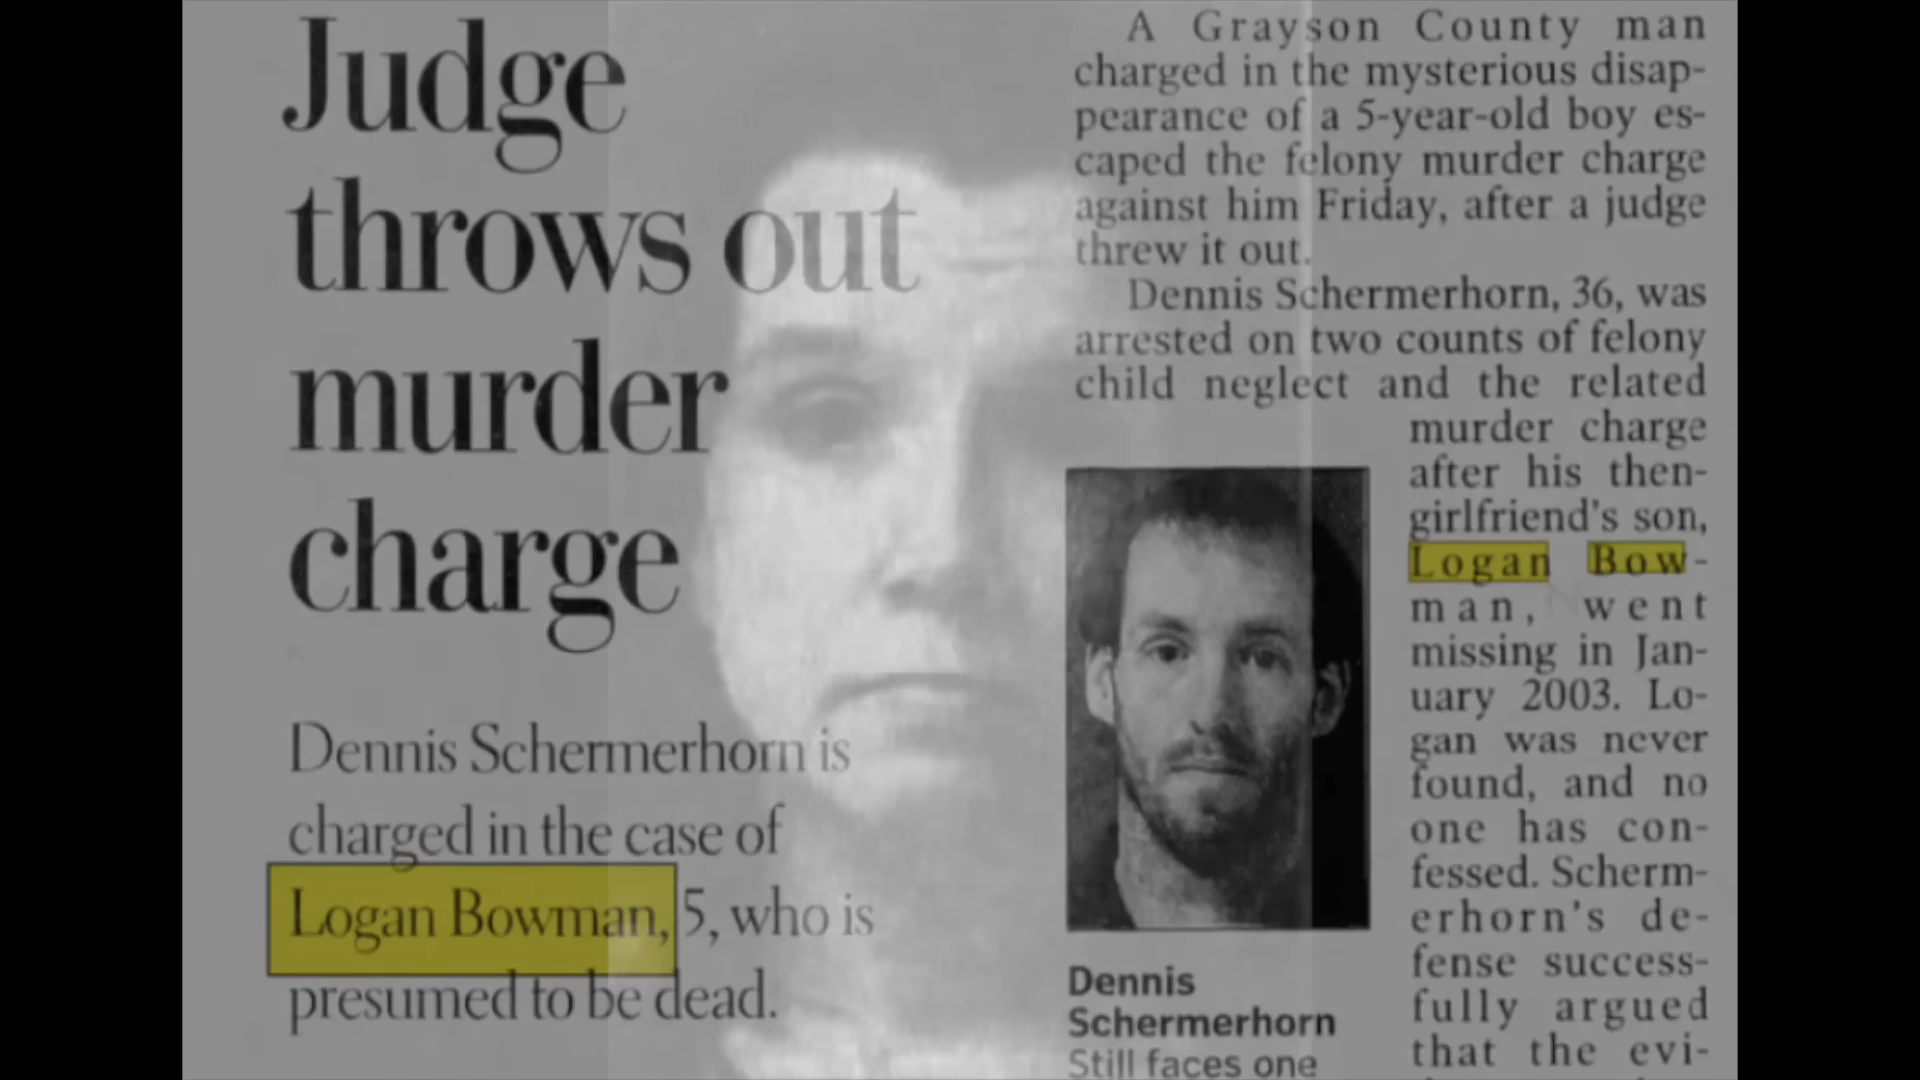 Judge
throws out
murder
charge
Dennis Schermerhorn is
charged in the case of
Logan Bowman, 5, who is
presumed to be dead.
A Grayson County man
charged in the mysterious disap-
pearance of a 5-year-old boy es-
caped the felony murder charge
against him Friday, after a judge
threw it out.
Dennis Schermerhorn, 36, was
arrested on two counts of felony
child neglect and the related
murder charge
after his then-
girlfriend's son,
Logan Bow-
man, went
missing in Jan-
uary 2003. Lo-
gan was never
found, and no
one has con-
fessed. Scherm-
erhorn's de-
fense success-
fully argued
that the evi-
Dennis
Schermerhorn
Still faces one